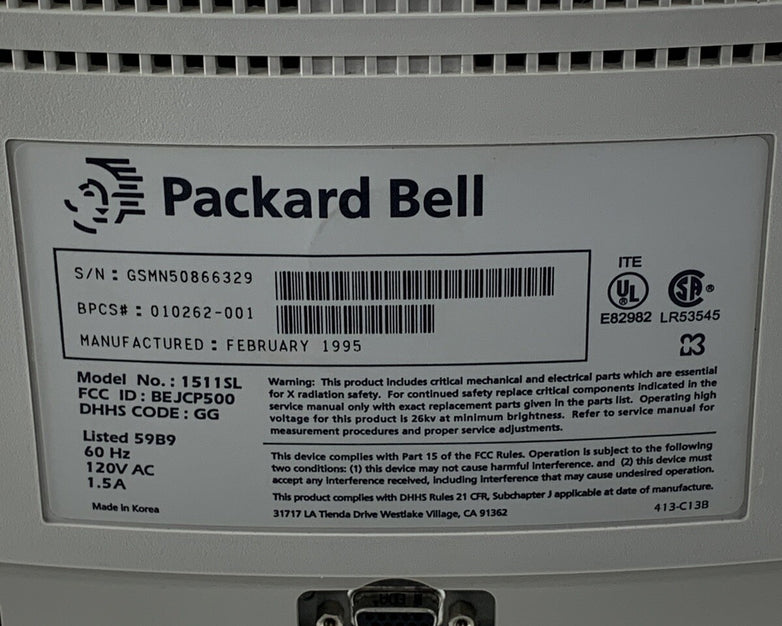 Packard Bell
S/N : GSMN50866329
BPCS# : 010262-001
MANUFACTURED : FEBRUARY 1995
ITE
UL
SA
E82982 LR53545
Model No. : 1511SL
FCC ID : BEJCP500
DHHS CODE : GG
Listed 59B9
60 Hz
120V AC
1.5A
Made in Korea
Warning: This product includes critical mechanical and electrical parts which are essential
for X radiation safety. For continued safety replace critical components indicated in the
service manual only with exact replacement parts given in the parts list. Operating high
voltage for this product is 26kv at minimum brightness. Refer to service manual for
measurement procedures and proper service adjustments.
This device complies with Part 15 of the FCC Rules. Operation is subject to the following
two conditions: (1) this device may not cause harmful interference. and (2) this device must
accept any interference received, including interference that may cause undesired operation.
This product complies with DHHS Rules 21 CFR, Subchapter J applicable at date of manufacture.
31717 LA Tienda Drive Westlake Village, CA 91362
413-C13B